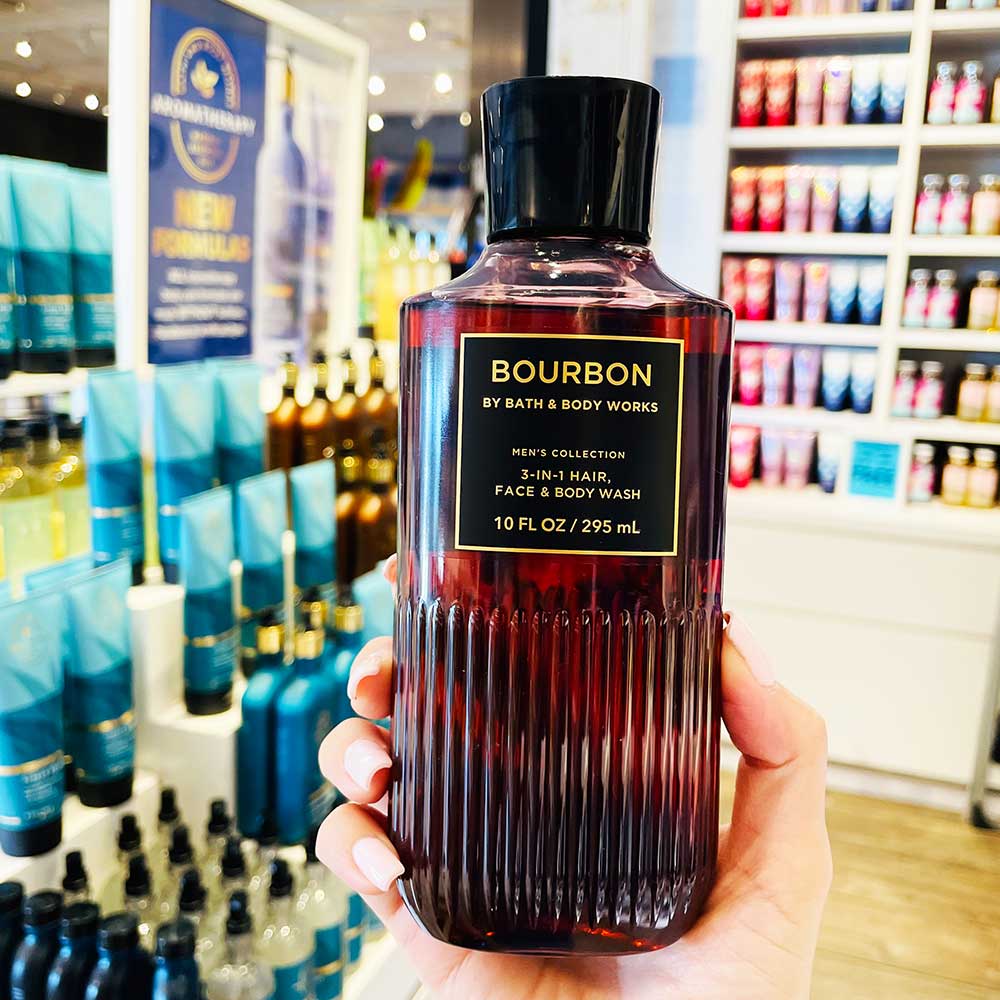 AROMATHERAPY
NEW
FORMULAS
BOURBON
BY BATH & BODY WORKS
MEN'S COLLECTION
3-IN-1 HAIR,
FACE & BODY WASH
10 FL OZ / 295 mL